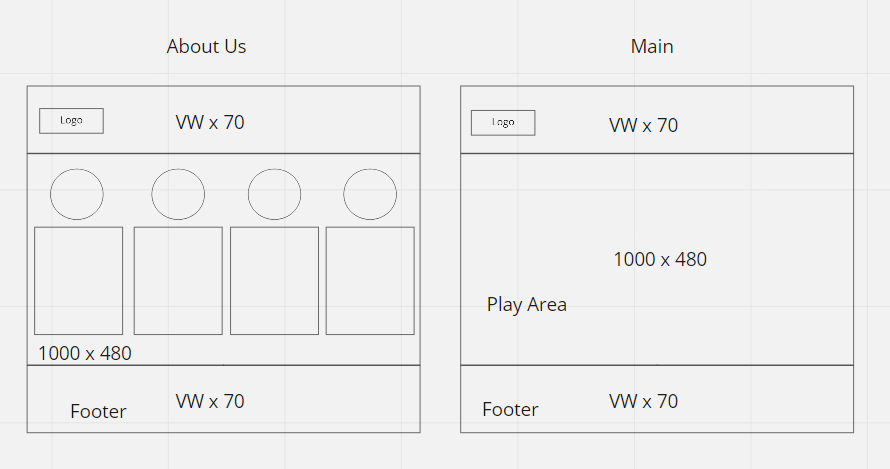 About Us
Logo
VW x 70
1000 x 480
Footer
VW x 70
Main
Logo
VW x 70
1000 x 480
Play Area
Footer
VW x 70